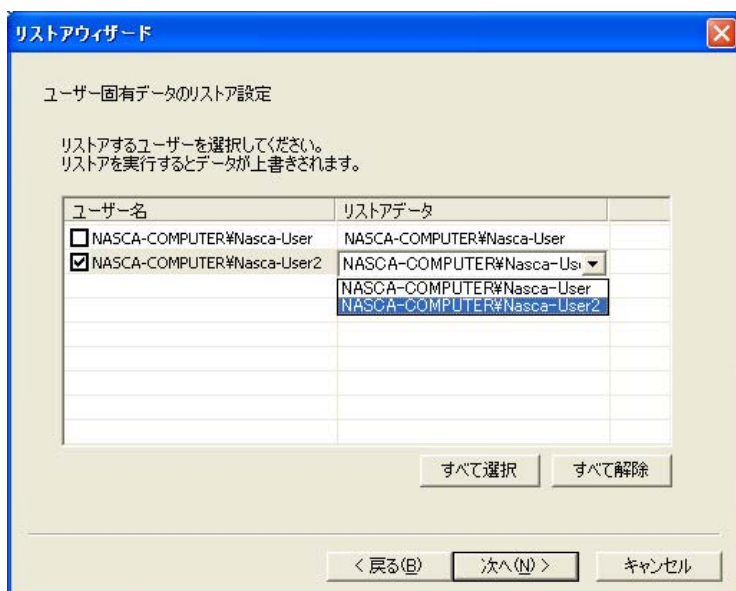 リストアウィザード
ユーザー固有データのリストア設定
リストアするユーザーを選択してください。
リストアを実行するとデータが上書きされます。
ユーザー名 リストアデータ
NASCA-COMPUTER¥Nasca-User NASCA-COMPUTER¥Nasca-User
NASCA-COMPUTER¥Nasca-User2 NASCA-COMPUTER¥Nasca-Us
NASCA-COMPUTER¥Nasca-User
NASCA-COMPUTER¥Nasca-User2
すべて選択 すべて解除
< 戻る(B) 次へ(N) > キャンセル